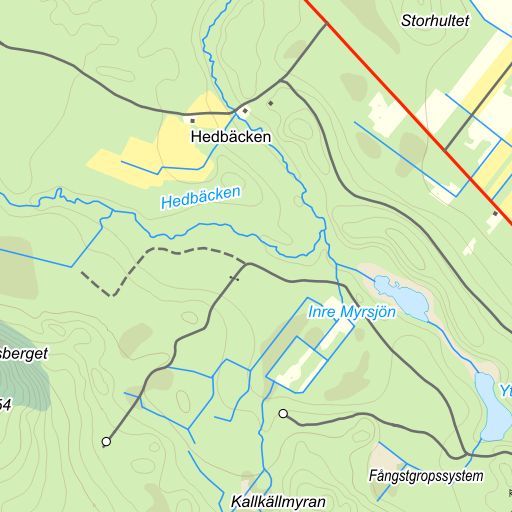 Storhultet
Hedbäcken
Hedbäcken
Inre Myrsjön
sberget
54
Yt
Fångstgropssystem
Kallkällmyran